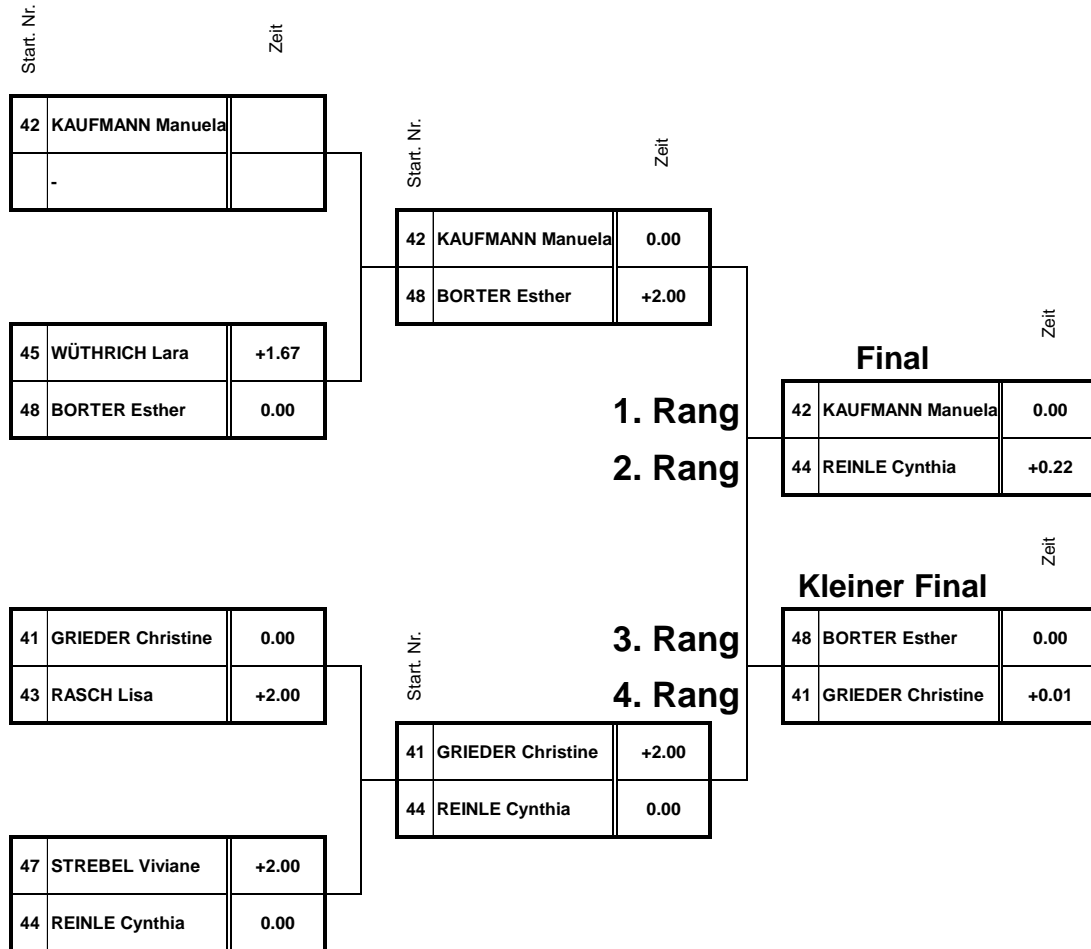 Start. Nr.
Zeit
42 KAUFMANN Manuela
-
45 WÜTHRICH Lara +1.67
48 BORTER Esther 0.00
41 GRIEDER Christine 0.00
43 RASCH Lisa +2.00
47 STREBEL Viviane +2.00
44 REINLE Cynthia 0.00
Start. Nr.
Zeit
42 KAUFMANN Manuela 0.00
48 BORTER Esther +2.00
Start. Nr.
41 GRIEDER Christine +2.00
44 REINLE Cynthia 0.00
Zeit
Final
1. Rang 42 KAUFMANN Manuela 0.00
2. Rang 44 REINLE Cynthia +0.22
Zeit
Kleiner Final
3. Rang 48 BORTER Esther 0.00
4. Rang 41 GRIEDER Christine +0.01